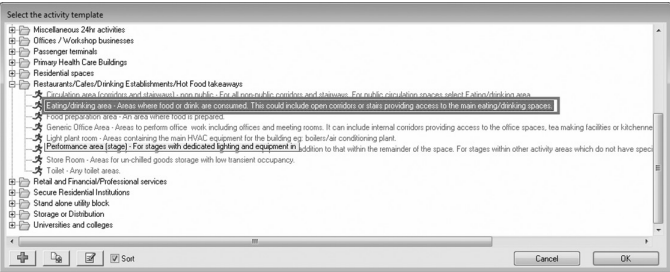 Select the activity template
Miscellaneous 24hr activities
Offices / Workshop businesses
Passenger terminals
Primary Health Care Buildings
Residential spaces
Restaurants/Cafes/Drinking Establishments/Hot Food takeaways
Circulation area (corridors and stairways) - non public - For all non-public corridors and stairways. For public circulation spaces select Eating/drinking area
Eating/drinking area - Areas where food or drink are consumed. This could include open corridors or stairs providing access to the main eating/drinking spaces.
Food preparation area - An area where food is prepared.
Generic Office Area - Areas to perform office work including offices and meeting rooms. It can include internal corridors providing access to the office spaces, tea making facilities or kitchenne
Light plant room - Areas containing the main HVAC equipment for the building eg: boilers/air conditioning plant.
Performance area (stage) - For stages with dedicated lighting and equipment in addition to that within the remainder of the space. For stages within other activity areas which do not have speci
Store Room - Areas for un-chilled goods storage with low transient occupancy.
Toilet - Any toilet areas.
Retail and Financial/Professional services
Secure Residential Institutions
Stand alone utility block
Storage or Distribution
Universities and colleges
Sort
Cancel
OK